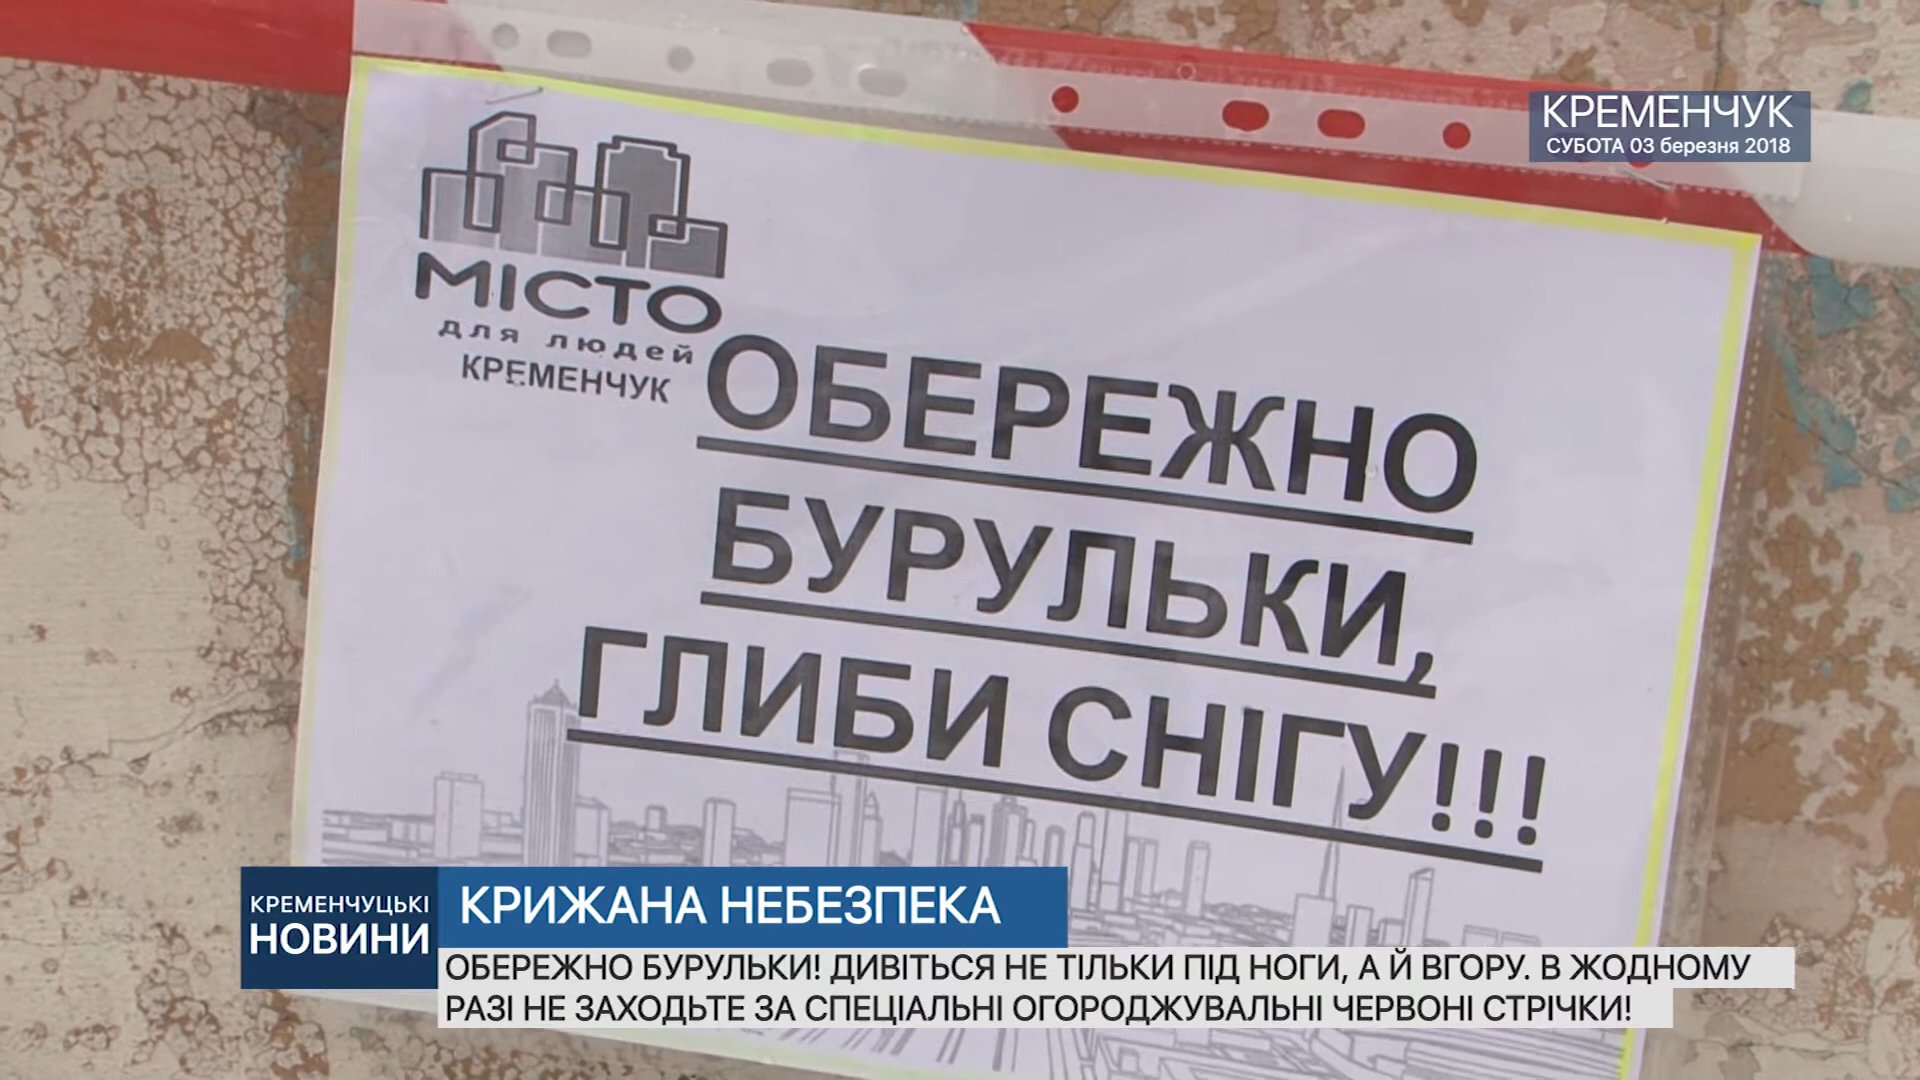 КРЕМЕНЧУК
СУБОТА 03 березня 2018
МІСТО
для людей
КРЕМЕНЧУК
ОБЕРЕЖНО
БУРУЛЬКИ,
ГЛИБИ СНІГУ!!!
КРЕМЕНЧУЦЬКІ
НОВИНИ
КРИЖАНА НЕБЕЗПЕКА
ОБЕРЕЖНО БУРУЛЬКИ! ДИВІТЬСЯ НЕ ТІЛЬКИ ПІД НОГИ, А Й ВГОРУ. В ЖОДНОМУ
РАЗІ НЕ ЗАХОДЬТЕ ЗА СПЕЦІАЛЬНІ ОГОРОДЖУВАЛЬНІ ЧЕРВОНІ СТРІЧКИ!